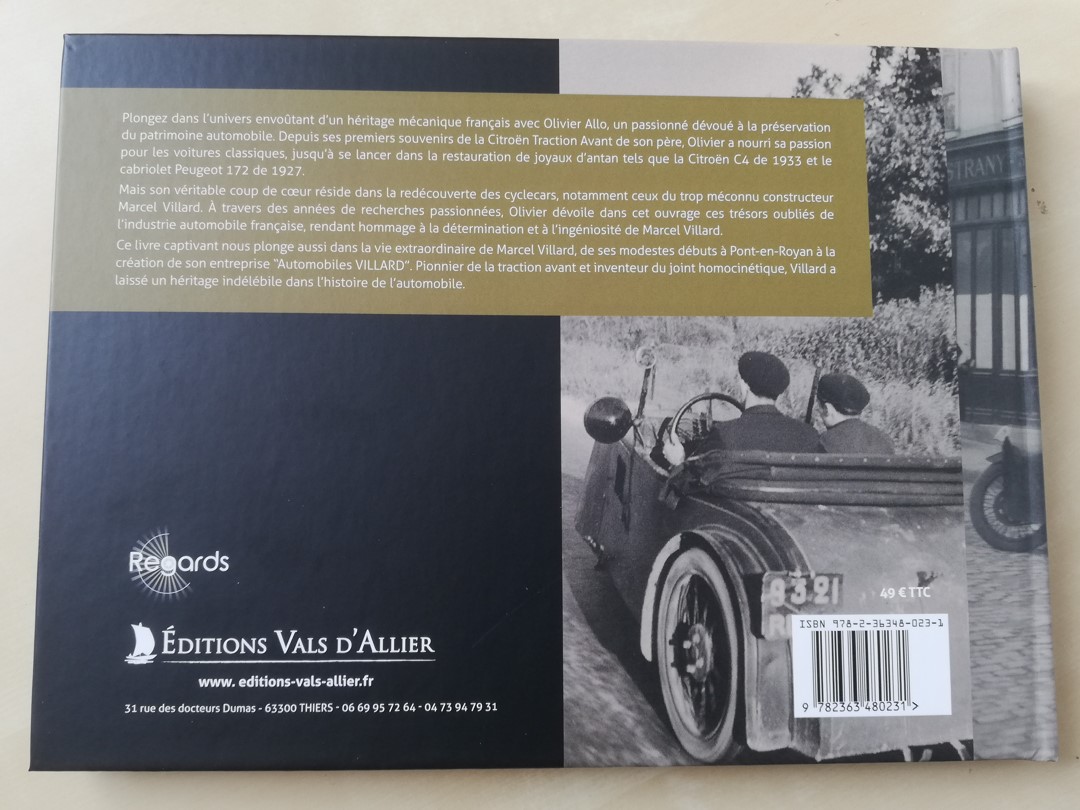 Plongez dans l'univers envoûtant d'un héritage mécanique français avec Olivier Allo, un passionné dévoué à la préservation
du patrimoine automobile. Depuis ses premiers souvenirs de la Citroën Traction Avant de son père, Olivier a nourri sa passion
pour les voitures classiques, jusqu'à se lancer dans la restauration de joyaux d'antan tels que la Citroën C4 de 1933 et le
cabriolet Peugeot 172 de 1927.
Mais son véritable coup de cœur réside dans la redécouverte des cyclecars, notamment ceux du trop méconnu constructeur
Marcel Villard. À travers des années de recherches passionnées, Olivier dévoile dans cet ouvrage ces trésors oubliés de
l'industrie automobile française, rendant hommage à la détermination et à l'ingéniosité de Marcel Villard.
Ce livre captivant nous plonge aussi dans la vie extraordinaire de Marcel Villard, de ses modestes débuts à Pont-en-Royan à la
création de son entreprise "Automobiles VILLARD". Pionnier de la traction avant et inventeur du joint homocinétique, Villard a
laissé un héritage indélébile dans l'histoire de l'automobile.
STRANY
Regards
ÉDITIONS VALS D'ALLIER
www. editions-vals-allier.fr
31 rue des docteurs Dumas - 63300 THIERS - 06 69 95 72 64 - 04 73 94 79 31
9321
49 € TTC
ISBN 978-2-36348-023-1
9 782363 480231 >